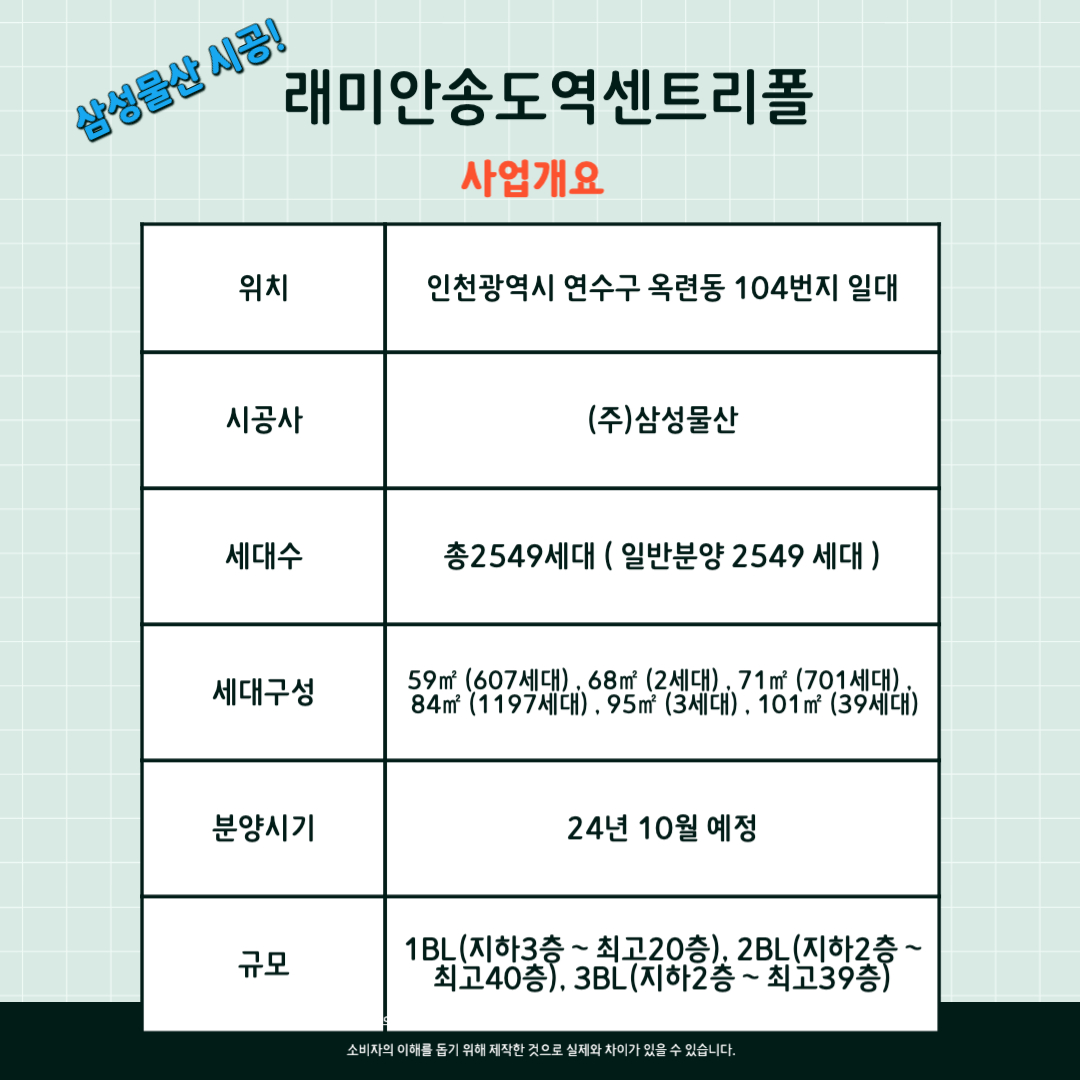 삼성물산 시공!
래미안송도역센트리폴
사업개요
위치
인천광역시 연수구 옥련동 104번지 일대
시공사
(주)삼성물산
세대수
총2549세대 ( 일반분양 2549 세대 )
세대구성
59㎡ (607세대) , 68㎡ (2세대) , 71㎡ (701세대) ,
84㎡ (1197세대) , 95㎡ (3세대) , 101㎡ (39세대)
분양시기
24년 10월 예정
규모
1BL(지하3층 ~ 최고20층), 2BL(지하2층 ~
최고40층), 3BL(지하2층 ~ 최고39층)
소비자의 이해를 돕기 위해 제작한 것으로 실제와 차이가 있을 수 있습니다.